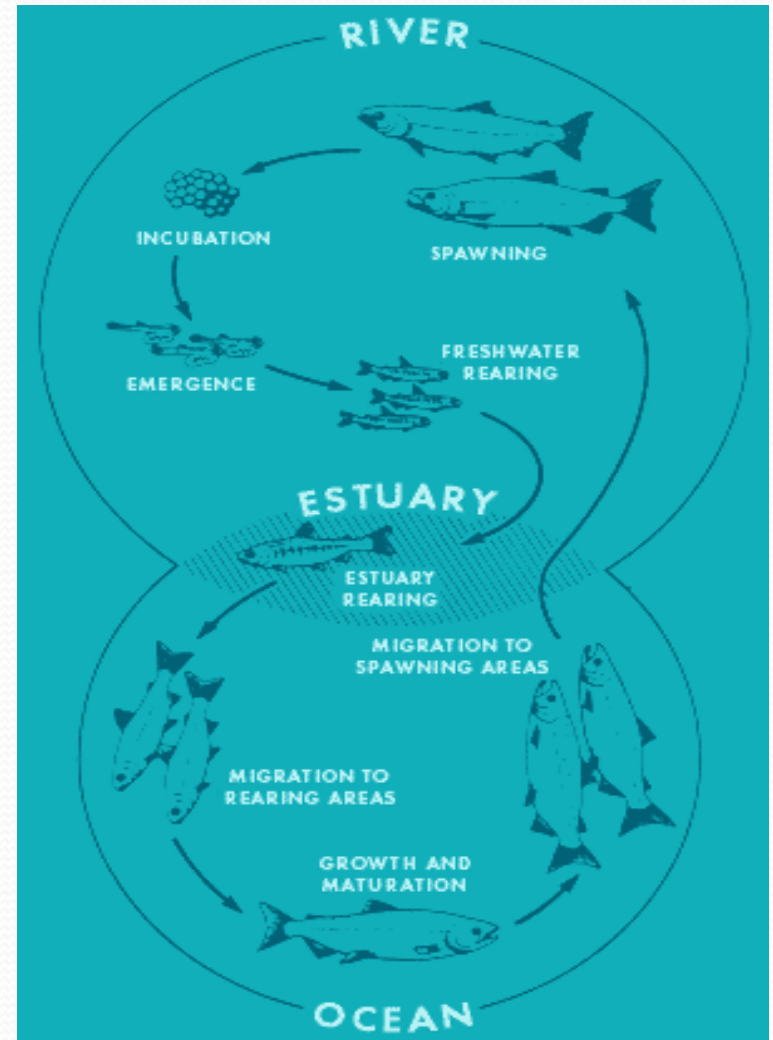 RIVER
INCUBATION
SPAWNING
EMERGENCE
FRESHWATER
REARING
ESTUARY
ESTUARY
REARING
MIGRATION TO
SPAWNING AREAS
MIGRATION TO
REARING AREAS
GROWTH AND
MATURATION
OCEAN